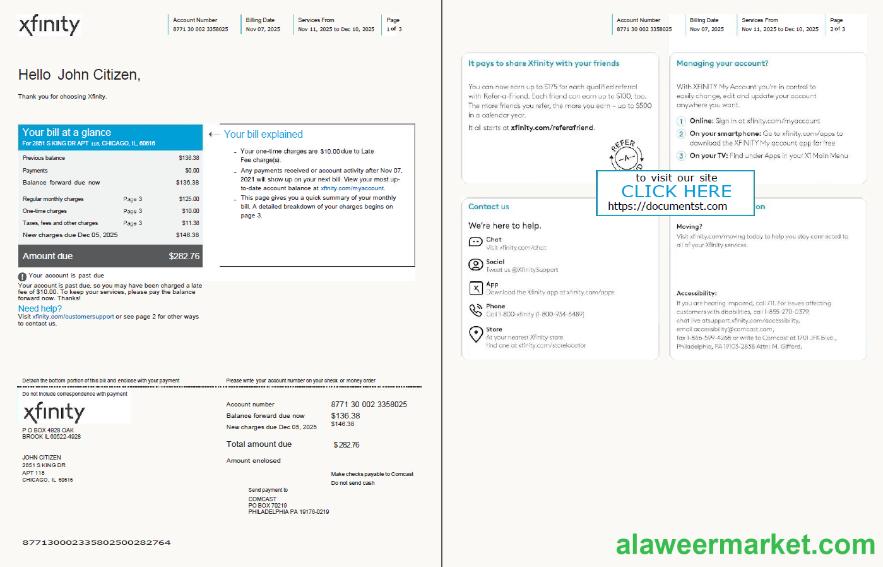 xfinity
Account Number
8771 30 002 3358025
Billing Date
Nov 07, 2025
Services From
Nov 11, 2025 to Dec 10, 2025
Page
1 of 3
Hello John Citizen,
Thank you for choosing Xfinity.
Your bill at a glance
For 2851 S KING DR APT 118, CHICAGO, IL, 60616
Previous balance $136.38
Payments $0.00
Balance forward due now $136.38
Regular monthly charges Page 3 $125.00
One-time charges Page 3 $10.00
Taxes, fees and other charges Page 3 $11.38
New charges due Dec 05, 2025 $146.38
Amount due $282.76
Your account is past due
Your account is past due, so you may have been charged a late
fee of $10.00. To keep your services, please pay the balance
forward now. Thanks!
Need help?
Visit xfinity.com/customersupport or see page 2 for other ways
to contact us.
Your bill explained
- Your one-time charges are $10.00 due to Late
Fee charge(s).
- Any payments received or account activity after Nov 07,
2021 will show up on your next bill. View your most up-
to-date account balance at xfinity.com/myaccount.
- This page gives you a quick summary of your monthly
bill. A detailed breakdown of your charges begins on
page 3.
Detach the bottom portion of this bill and enclose with your payment
Please write your account number on your check or money order
Do not include correspondence with payment
xfinity
P O BOX 4928 OAK
BROOK IL 60522-4928
JOHN CITIZEN
2851 S KING DR
APT 118
CHICAGO, IL 60616
Account number 8771 30 002 3358025
Balance forward due now $136.38
New charges due Dec 05, 2025 $146.38
Total amount due $282.76
Amount enclosed
Make checks payable to Comcast
Do not send cash
Send payment to
COMCAST
PO BOX 70219
PHILADELPHIA PA 19176-0219
877130002335802500282764
Account Number
8771 30 002 3358025
Billing Date
Nov 07, 2025
Services From
Nov 11, 2025 to Dec 10, 2025
Page
2 of 3
It pays to share Xfinity with your friends
You can now earn up to $175 for each qualified referral
with Refer-a-Friend. Each friend can earn up to $100, too.
The more friends you refer, the more you earn – up to $500
in a calendar year.
It all starts at xfinity.com/referafriend.
REFER
-A-
Managing your account?
With XFINITY My Account you're in control to
easily change, edit and update your account
anywhere you want.
1 Online: Sign in at xfinity.com/myaccount
2 On your smartphone: Go to xfinity.com/apps to
download the XFINITY My account app for free
3 On your TV: Find under Apps in your X1 Main Menu
to visit our site
CLICK HERE
https://documentst.com
Contact us
We're here to help.
Chat
Visit xfinity.com/chat
Social
Tweet us @XfinitySupport
App
Download the Xfinity app at xfinity.com/apps
Phone
Call 1-800-xfinity (1-800-934-6489)
Store
At your nearest Xfinity store
Find one at xfinity.com/storelocator
on
Moving?
Visit xfinity.com/moving today to help you stay connected to
all of your Xfinity services.
Accessibility:
If you are hearing impaired, call 711. For issues affecting
customers with disabilities, call 1-855-270-0379,
chat live at support.xfinity.com/accessibility,
email accessibility@comcast.com,
fax 1-866-599-4268 or write to Comcast at 1701 JFK Blvd.,
Philadelphia, PA 19103-2838 Attn: M. Gifford.
alaweermarket.com